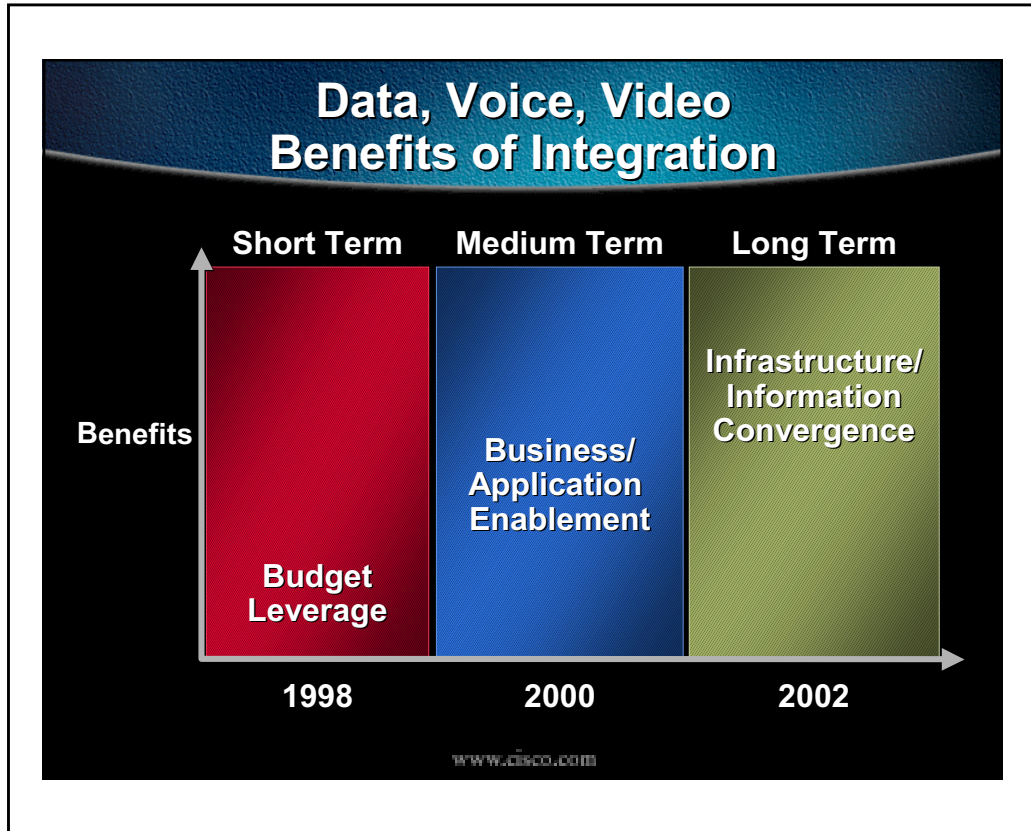 Data, Voice, Video
Benefits of Integration
Short Term
Medium Term
Long Term
Benefits
Budget
Leverage
Business/
Application
Enablement
Infrastructure/
Information
Convergence
1998
2000
2002
www.cisco.com